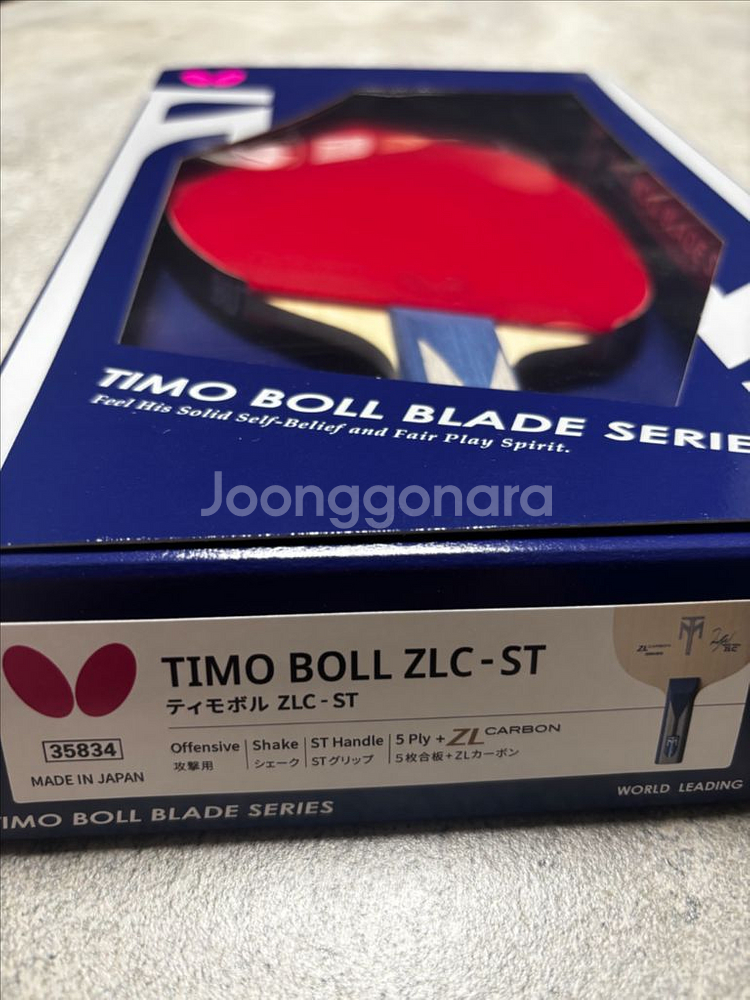 TIMO BOLL BLADE SERIE
Feel His Solid Self-Belief and Fair Play Spirit.
Joonggonara
TIMO BOLL ZLC-ST
ティモボル ZLC-ST
35834
MADE IN JAPAN
Offensive
攻撃用
Shake
シェーク
ST Handle
STグリップ
5 Ply + ZL CARBON
5枚合板+ZLカーボン
ZL CARBON
TIMO BOLL BLADE SERIES
WORLD LEADING